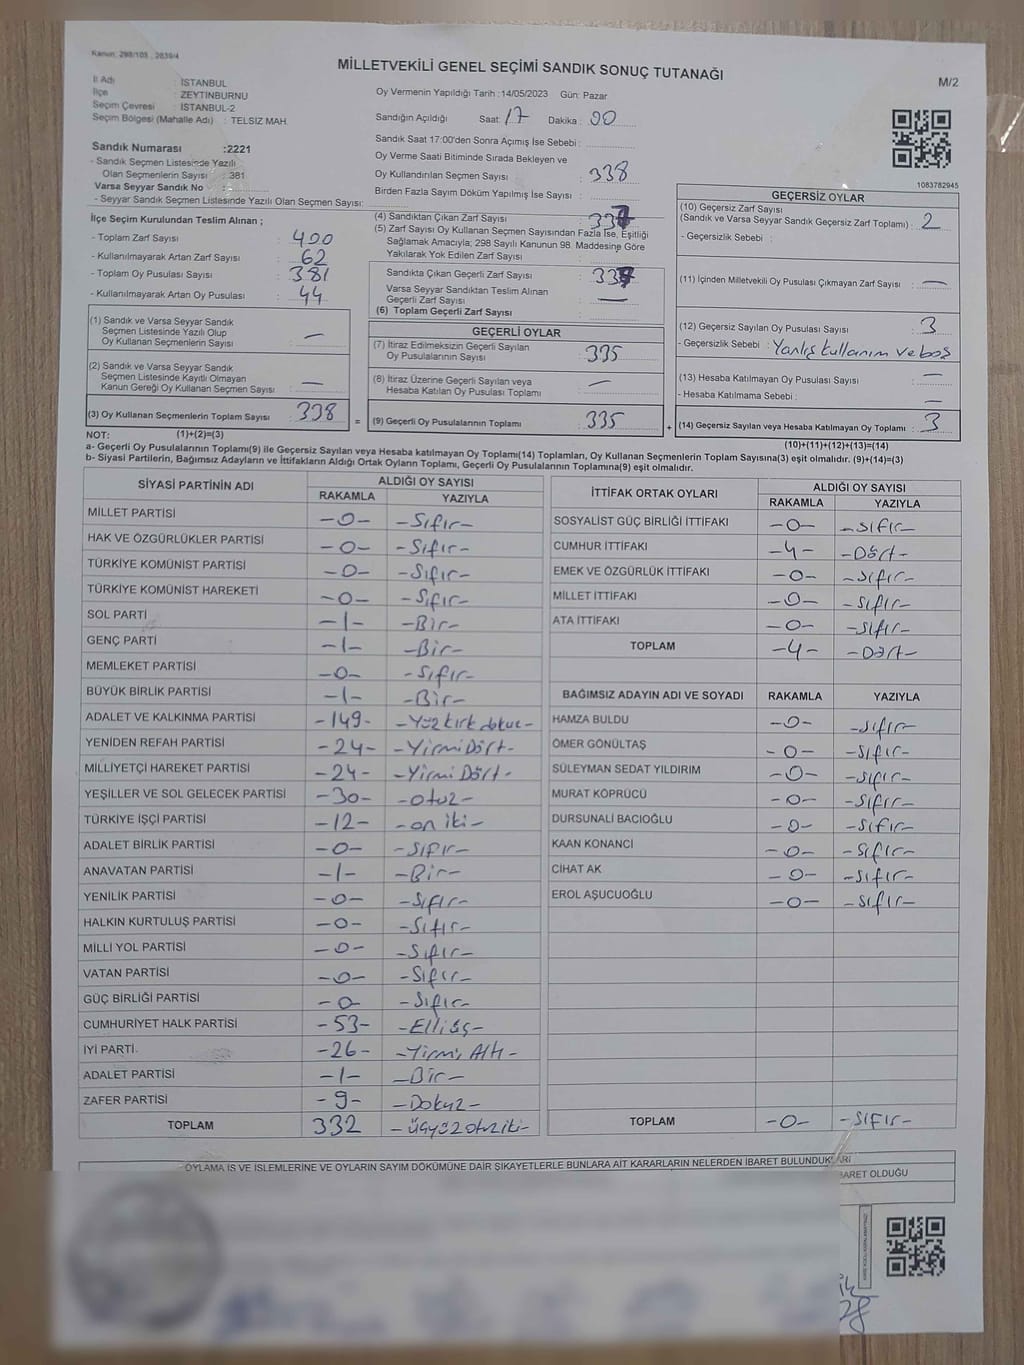 Kanun: 298/105 , 2839/4
MİLLETVEKİLİ GENEL SEÇİMİ SANDIK SONUÇ TUTANAĞI
M/2
İl Adı : İSTANBUL
İlçe : ZEYTİNBURNU
Seçim Çevresi : İSTANBUL-2
Seçim Bölgesi (Mahalle Adı) : TELSİZ MAH.
Oy Vermenin Yapıldığı Tarih : 14/05/2023 Gün: Pazar
Sandığın Açıldığı Saat: 17 Dakika : 00
Sandık Saat 17:00'den Sonra Açımış İse Sebebi :
Oy Verme Saati Bitiminde Sırada Bekleyen ve
Oy Kullandırılan Seçmen Sayısı : 338
Birden Fazla Sayım Döküm Yapılmış İse Sayısı :
1083782945
Sandık Numarası :2221
- Sandık Seçmen Listesinde Yazılı
Olan Seçmenlerin Sayısı : 381
Varsa Seyyar Sandık No :
- Seyyar Sandık Seçmen Listesinde Yazılı Olan Seçmen Sayısı:
İlçe Seçim Kurulundan Teslim Alınan ;
- Toplam Zarf Sayısı : 400
- Kullanılmayarak Artan Zarf Sayısı : 62
- Toplam Oy Pusulası Sayısı : 381
- Kullanılmayarak Artan Oy Pusulası : 44
(1) Sandık ve Varsa Seyyar Sandık
Seçmen Listesinde Yazılı Olup
Oy Kullanan Seçmenlerin Sayısı : —
(2) Sandık ve Varsa Seyyar Sandık
Seçmen Listesinde Kayıtlı Olmayan
Kanun Gereği Oy Kullanan Seçmen Sayısı : —
(3) Oy Kullanan Seçmenlerin Toplam Sayısı : 338
(1)+(2)=(3)
(4) Sandıktan Çıkan Zarf Sayısı : 337
(5) Zarf Sayısı Oy Kullanan Seçmen Sayısından Fazla İse, Eşitliği
Sağlamak Amacıyla; 298 Sayılı Kanunun 98. Maddesine Göre
Yakılarak Yok Edilen Zarf Sayısı :
Sandıkta Çıkan Geçerli Zarf Sayısı :
Varsa Seyyar Sandıktan Teslim Alınan
Geçerli Zarf Sayısı : —
(6) Toplam Geçerli Zarf Sayısı :
GEÇERLİ OYLAR
(7) İtiraz Edilmeksizin Geçerli Sayılan
Oy Pusulalarının Sayısı : 335
(8) İtiraz Üzerine Geçerli Sayılan veya
Hesaba Katılan Oy Pusulası Toplamı : —
= (9) Geçerli Oy Pusulalarının Toplamı : 335 +
GEÇERSİZ OYLAR
(10) Geçersiz Zarf Sayısı
(Sandık ve Varsa Seyyar Sandık Geçersiz Zarf Toplamı) : 2
- Geçersizlik Sebebi :
(11) İçinden Milletvekili Oy Pusulası Çıkmayan Zarf Sayısı : —
(12) Geçersiz Sayılan Oy Pusulası Sayısı : 3
- Geçersizlik Sebebi : Yanlış kullanım ve boş
(13) Hesaba Katılmayan Oy Pusulası Sayısı : —
- Hesaba Katılmama Sebebi : —
(14) Geçersiz Sayılan veya Hesaba Katılmayan Oy Toplamı : 3
(10)+(11)+(12)+(13)=(14)
NOT:
a- Geçerli Oy Pusulalarının Toplamı(9) ile Geçersiz Sayılan veya Hesaba katılmayan Oy Toplamı(14) Toplamları, Oy Kullanan Seçmenlerin Toplam Sayısına(3) eşit olmalıdır. (9)+(14)=(3)
b- Siyasi Partilerin, Bağımsız Adayların ve İttifakların Aldığı Ortak Oyların Toplamı, Geçerli Oy Pusulalarının Toplamına(9) eşit olmalıdır.
SİYASİ PARTİNİN ADI ALDIĞI OY SAYISI
RAKAMLA YAZIYLA
MİLLET PARTİSİ -0- -Sıfır-
HAK VE ÖZGÜRLÜKLER PARTİSİ -0- -Sıfır-
TÜRKİYE KOMÜNİST PARTİSİ -0- -Sıfır-
TÜRKİYE KOMÜNİST HAREKETİ -0- -Sıfır-
SOL PARTİ -1- -Bir-
GENÇ PARTİ -1- -Bir-
MEMLEKET PARTİSİ -0- -Sıfır-
BÜYÜK BİRLİK PARTİSİ -1- -Bir-
ADALET VE KALKINMA PARTİSİ -149- -Yüzkırk dokuz-
YENİDEN REFAH PARTİSİ -24- -Yirmi Dört-
MİLLİYETÇİ HAREKET PARTİSİ -24- -Yirmi Dört-
YEŞİLLER VE SOL GELECEK PARTİSİ -30- -otuz-
TÜRKİYE İŞÇİ PARTİSİ -12- -on iki-
ADALET BİRLİK PARTİSİ -0- -Sıfır-
ANAVATAN PARTİSİ -1- -Bir-
YENİLİK PARTİSİ -0- -Sıfır-
HALKIN KURTULUŞ PARTİSİ -0- -Sıfır-
MİLLİ YOL PARTİSİ -0- -Sıfır-
VATAN PARTİSİ -0- -Sıfır-
GÜÇ BİRLİĞİ PARTİSİ -0- -Sıfır-
CUMHURİYET HALK PARTİSİ -53- -Elliüç-
İYİ PARTİ -26- -Yirmi Altı-
ADALET PARTİSİ -1- -Bir-
ZAFER PARTİSİ -9- -Dokuz-
TOPLAM 332 -Üçyüzotuziki-
İTTİFAK ORTAK OYLARI ALDIĞI OY SAYISI
RAKAMLA YAZIYLA
SOSYALİST GÜÇ BİRLİĞİ İTTİFAKI -0- -Sıfır-
CUMHUR İTTİFAKI -4- -Dört-
EMEK VE ÖZGÜRLÜK İTTİFAKI -0- -Sıfır-
MİLLET İTTİFAKI -0- -Sıfır-
ATA İTTİFAKI -0- -Sıfır-
TOPLAM -4- -Dört-
BAĞIMSIZ ADAYIN ADI VE SOYADI RAKAMLA YAZIYLA
HAMZA BULDU -0- -Sıfır-
ÖMER GÖNÜLTAŞ -0- -Sıfır-
SÜLEYMAN SEDAT YILDIRIM -0- -Sıfır-
MURAT KÖPRÜCÜ -0- -Sıfır-
DURSUNALİ BACIOĞLU -0- -Sıfır-
KAAN KONANCİ -0- -Sıfır-
CİHAT AK -0- -Sıfır-
EROL AŞUCUOĞLU -0- -Sıfır-
TOPLAM -0- -SIFIR-
OYLAMA İŞ VE İŞLEMLERİNE VE OYLARIN SAYIM DÖKÜMÜNE DAİR ŞİKAYETLERLE BUNLARA AİT KARARLARIN NELERDEN İBARET BULUNDUKLARI
BARET OLDUĞU